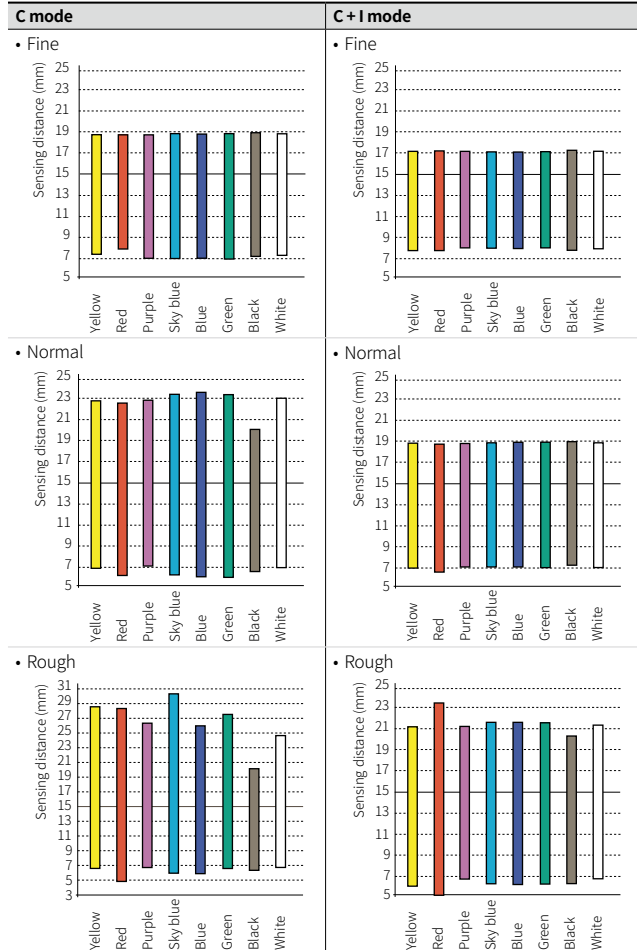 C mode
C + I mode
• Fine
Sensing distance (mm)
25
23
21
19
17
15
13
11
9
7
5
Yellow
Red
Purple
Sky blue
Blue
Green
Black
White
• Fine
Sensing distance (mm)
25
23
21
19
17
15
13
11
9
7
5
Yellow
Red
Purple
Sky blue
Blue
Green
Black
White
• Normal
Sensing distance (mm)
25
23
21
19
17
15
13
11
9
7
5
Yellow
Red
Purple
Sky blue
Blue
Green
Black
White
• Normal
Sensing distance (mm)
25
23
21
19
17
15
13
11
9
7
5
Yellow
Red
Purple
Sky blue
Blue
Green
Black
White
• Rough
Sensing distance (mm)
31
29
27
25
23
21
19
17
15
13
11
9
7
5
3
Yellow
Red
Purple
Sky blue
Blue
Green
Black
White
• Rough
Sensing distance (mm)
25
23
21
19
17
15
13
11
9
7
5
Yellow
Red
Purple
Sky blue
Blue
Green
Black
White